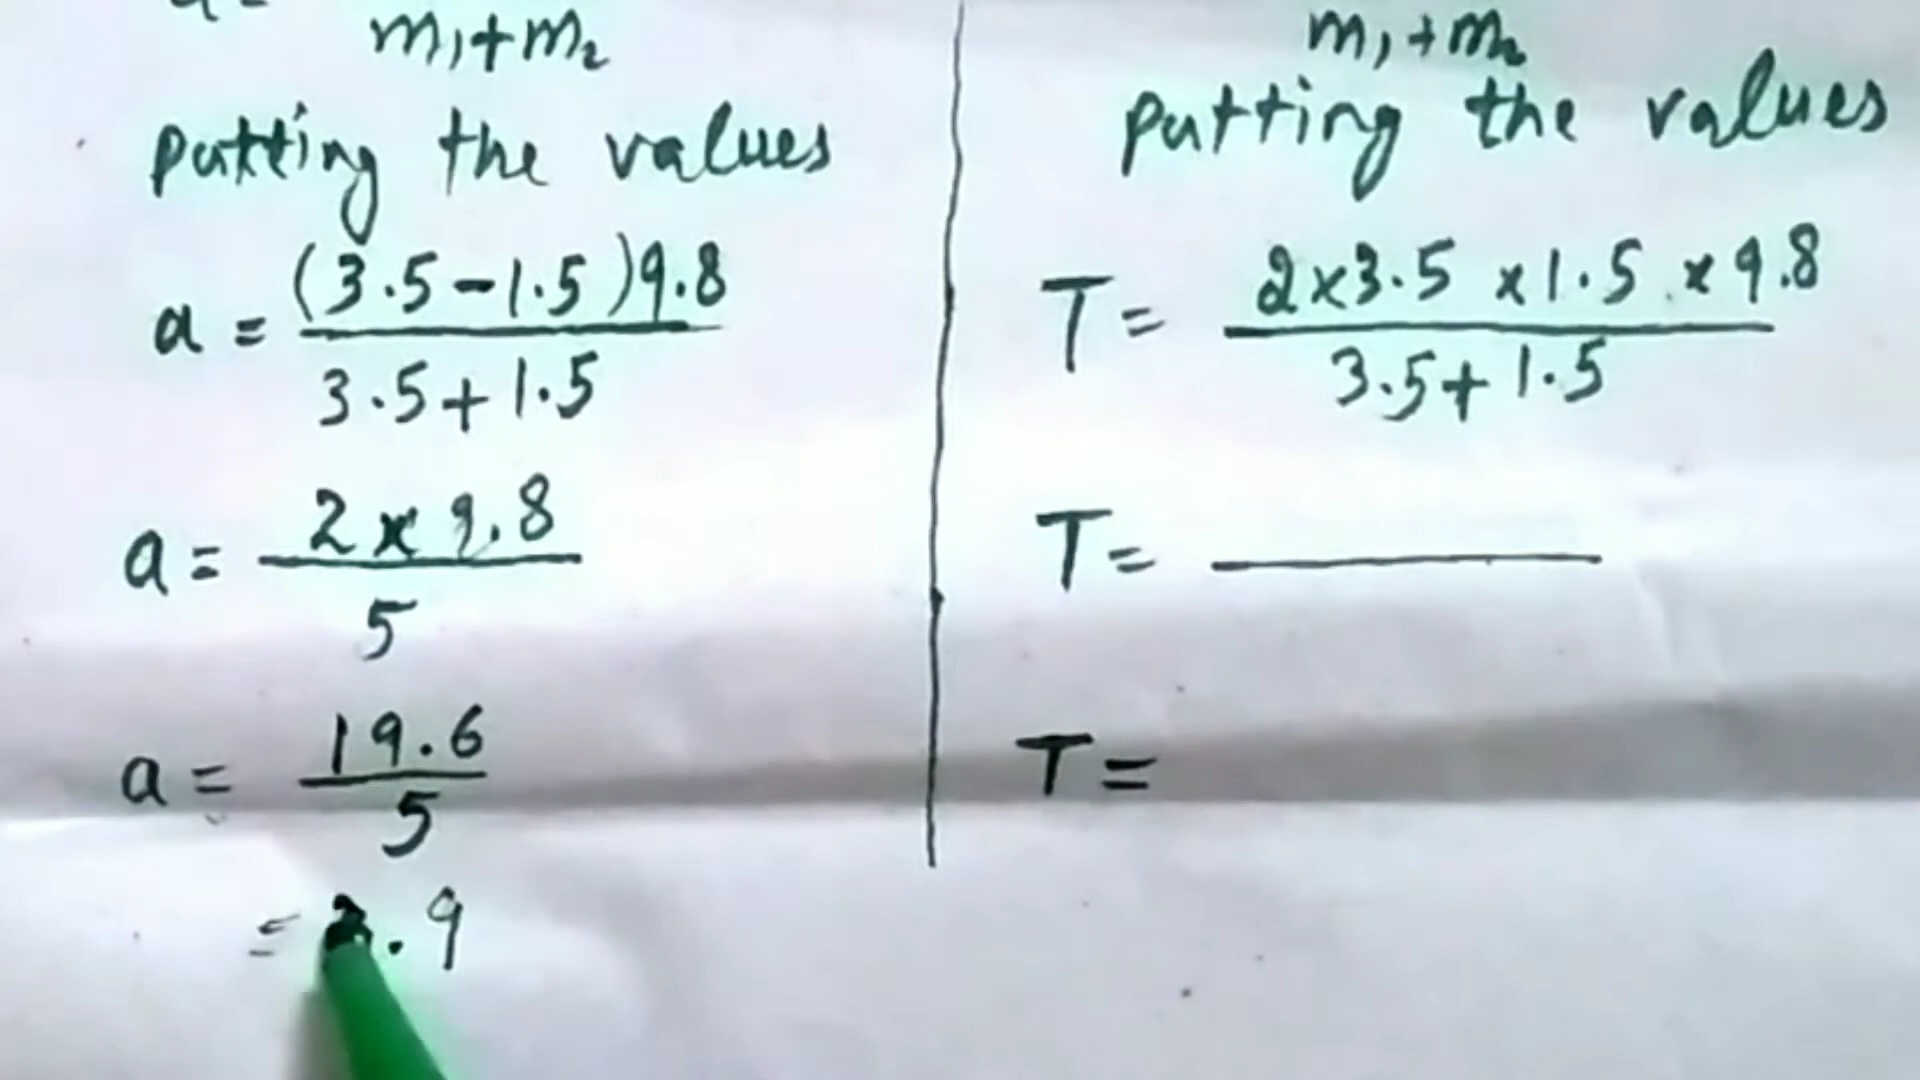 m₁+m₂
putting the values
a = (3.5-1.5)9.8
3.5+1.5
a = 2×9.8
5
a = 19.6
5
= .9
m₁+m₂
putting the values
T = 2×3.5×1.5×9.8
3.5+1.5
T =
T =